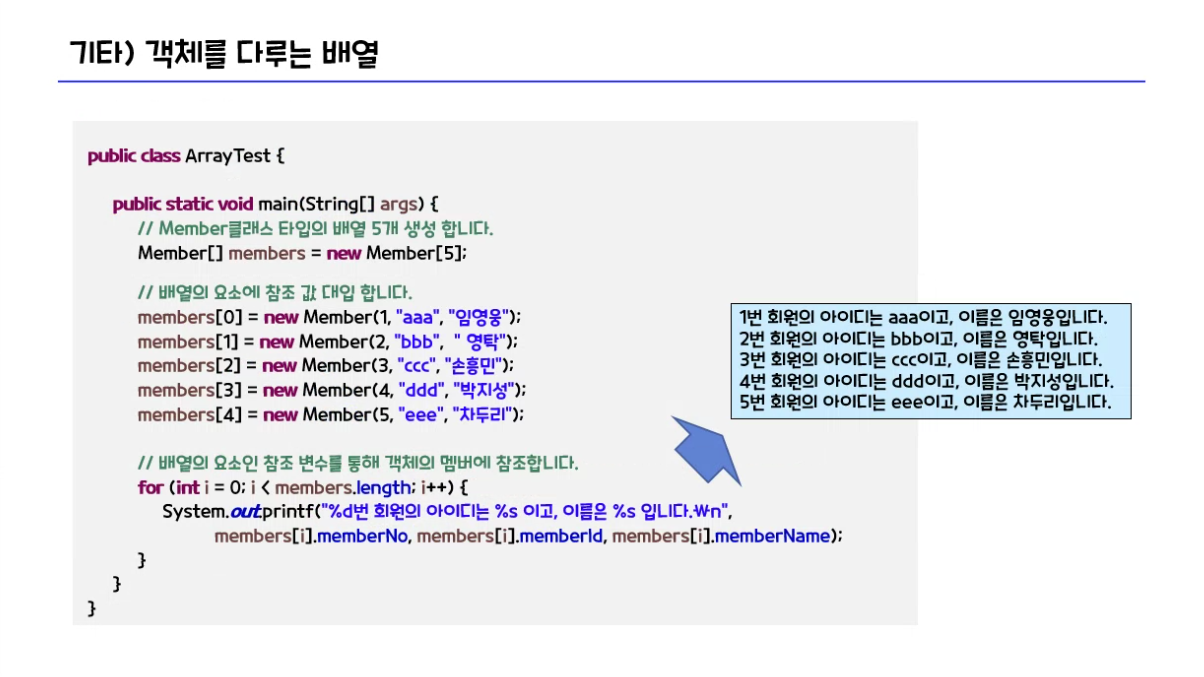 기타) 객체를 다루는 배열
public class ArrayTest {
public static void main(String[] args) {
// Member클래스 타입의 배열 5개 생성 합니다.
Member[] members = new Member[5];
// 배열의 요소에 참조 값 대입 합니다.
members[0] = new Member(1, "aaa", "임영웅");
members[1] = new Member(2, "bbb", " 영탁");
members[2] = new Member(3, "ccc", "손흥민");
members[3] = new Member(4, "ddd", "박지성");
members[4] = new Member(5, "eee", "차두리");
// 배열의 요소인 참조 변수를 통해 객체의 멤버에 참조합니다.
for (int i = 0; i < members.length; i++) {
System.out.printf("%d번 회원의 아이디는 %s 이고, 이름은 %s 입니다.₩n",
members[i].memberNo, members[i].memberId, members[i].memberName);
}
}
}
1번 회원의 아이디는 aaa이고, 이름은 임영웅입니다.
2번 회원의 아이디는 bbb이고, 이름은 영탁입니다.
3번 회원의 아이디는 ccc이고, 이름은 손흥민입니다.
4번 회원의 아이디는 ddd이고, 이름은 박지성입니다.
5번 회원의 아이디는 eee이고, 이름은 차두리입니다.